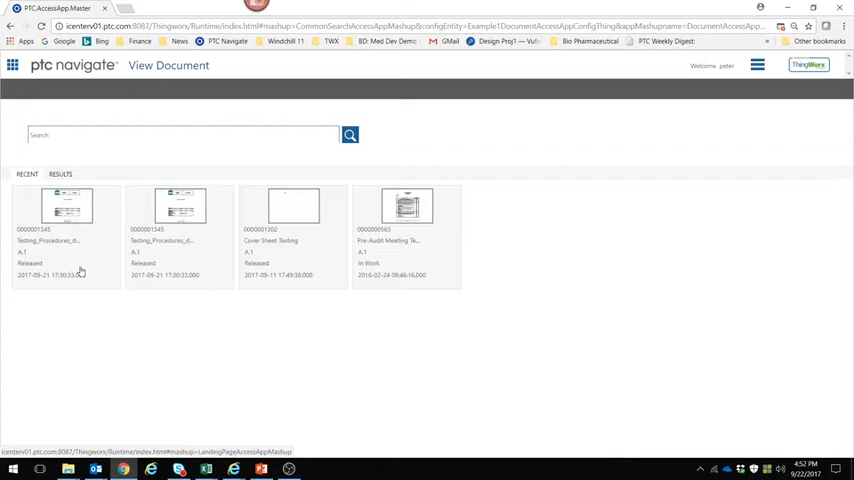 PTC.AccessApp.Master
icenterv01.ptc.com:8087/Thingworx/Runtime/index.html#mashup=CommonSearchAccessAppMashup&configEntity=Example1DocumentAccessAppConfigThing&appMashupname=DocumentAccessApp
Apps Google Bing Finance News PTC Navigate Windchill 11 TWX BD: Med Dev Demo GMail Design Proj1 — Vufo Bio Pharmaceutical PTC Weekly Digest: » Other bookmarks
ptc navigate™ View Document Welcome peter ThingWorx
Search
RECENT RESULTS
0000001345 0000001345 0000001302 0000000563
Testing_Procedures_d... Testing_Procedures_d... Cover Sheet Testing Pre-Audit Meeting Te...
A.1 A.1 A.1 A.1
Released Released Released In Work
2017-09-21 17:30:33. 2017-09-21 17:30:33.000 2017-09-11 17:49:38.000 2016-02-24 08:46:16.000
icenterv01.ptc.com:8087/Thingworx/Runtime/index.html#mashup=LandingPageAccessAppMashup
4:52 PM
9/22/2017